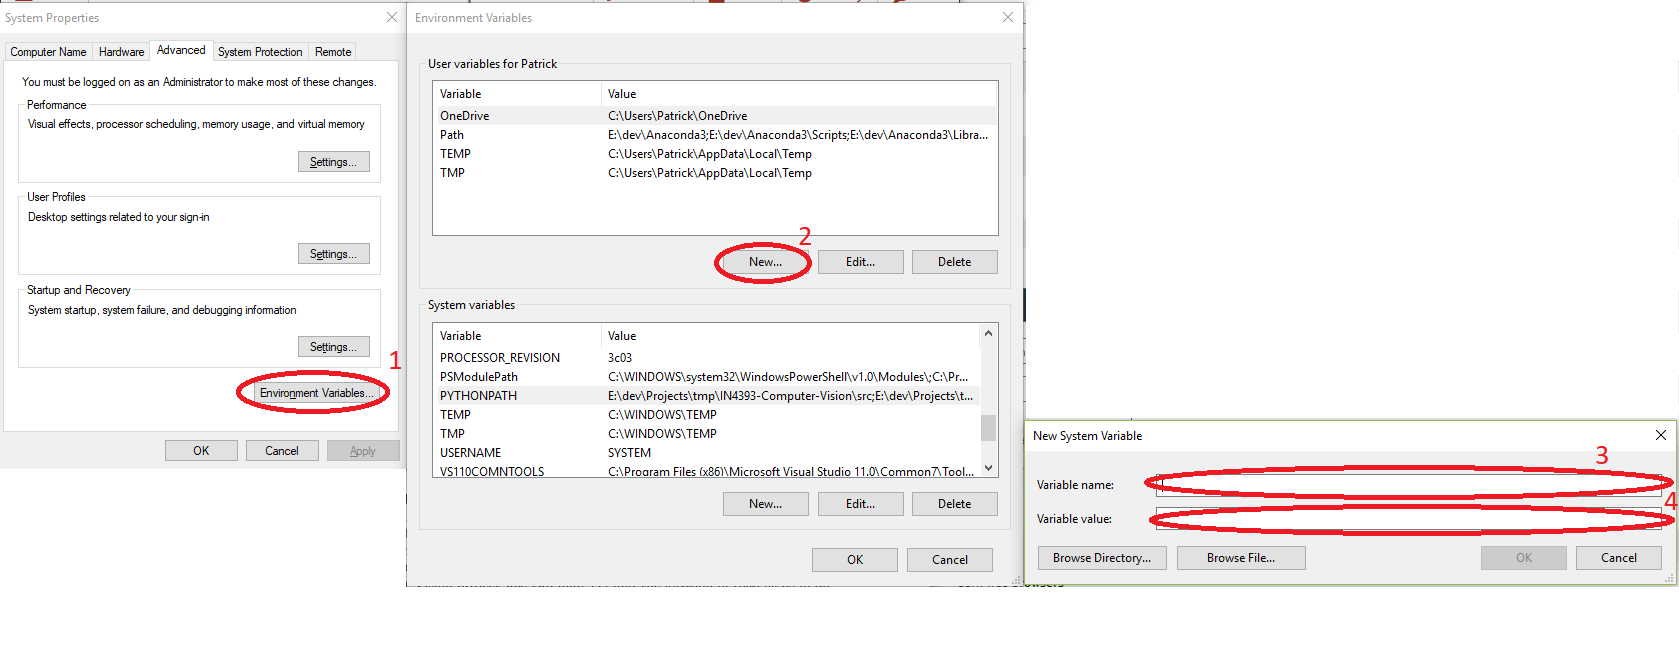 System Properties
Computer Name Hardware Advanced System Protection Remote
You must be logged on as an Administrator to make most of these changes.
Performance
Visual effects, processor scheduling, memory usage, and virtual memory
Settings...
User Profiles
Desktop settings related to your sign-in
Settings...
Startup and Recovery
System startup, system failure, and debugging information
Settings...
1
Environment Variables...
OK Cancel Apply
Environment Variables
User variables for Patrick
Variable Value
OneDrive C:\Users\Patrick\OneDrive
Path E:\dev\Anaconda3;E:\dev\Anaconda3\Scripts;E:\dev\Anaconda3\Libra...
TEMP C:\Users\Patrick\AppData\Local\Temp
TMP C:\Users\Patrick\AppData\Local\Temp
2
New... Edit... Delete
System variables
Variable Value
PROCESSOR_REVISION 3c03
PSModulePath C:\WINDOWS\system32\WindowsPowerShell\v1.0\Modules\;C:\Pr...
PYTHONPATH E:\dev\Projects\tmp\IN4393-Computer-Vision\src;E:\dev\Projects\t...
TEMP C:\WINDOWS\TEMP
TMP C:\WINDOWS\TEMP
USERNAME SYSTEM
VS110COMNTOOLS C:\Program Files (x86)\Microsoft Visual Studio 11.0\Common7\Tool...
New... Edit... Delete
OK Cancel
New System Variable
3
Variable name:
4
Variable value:
Browse Directory... Browse File... OK Cancel